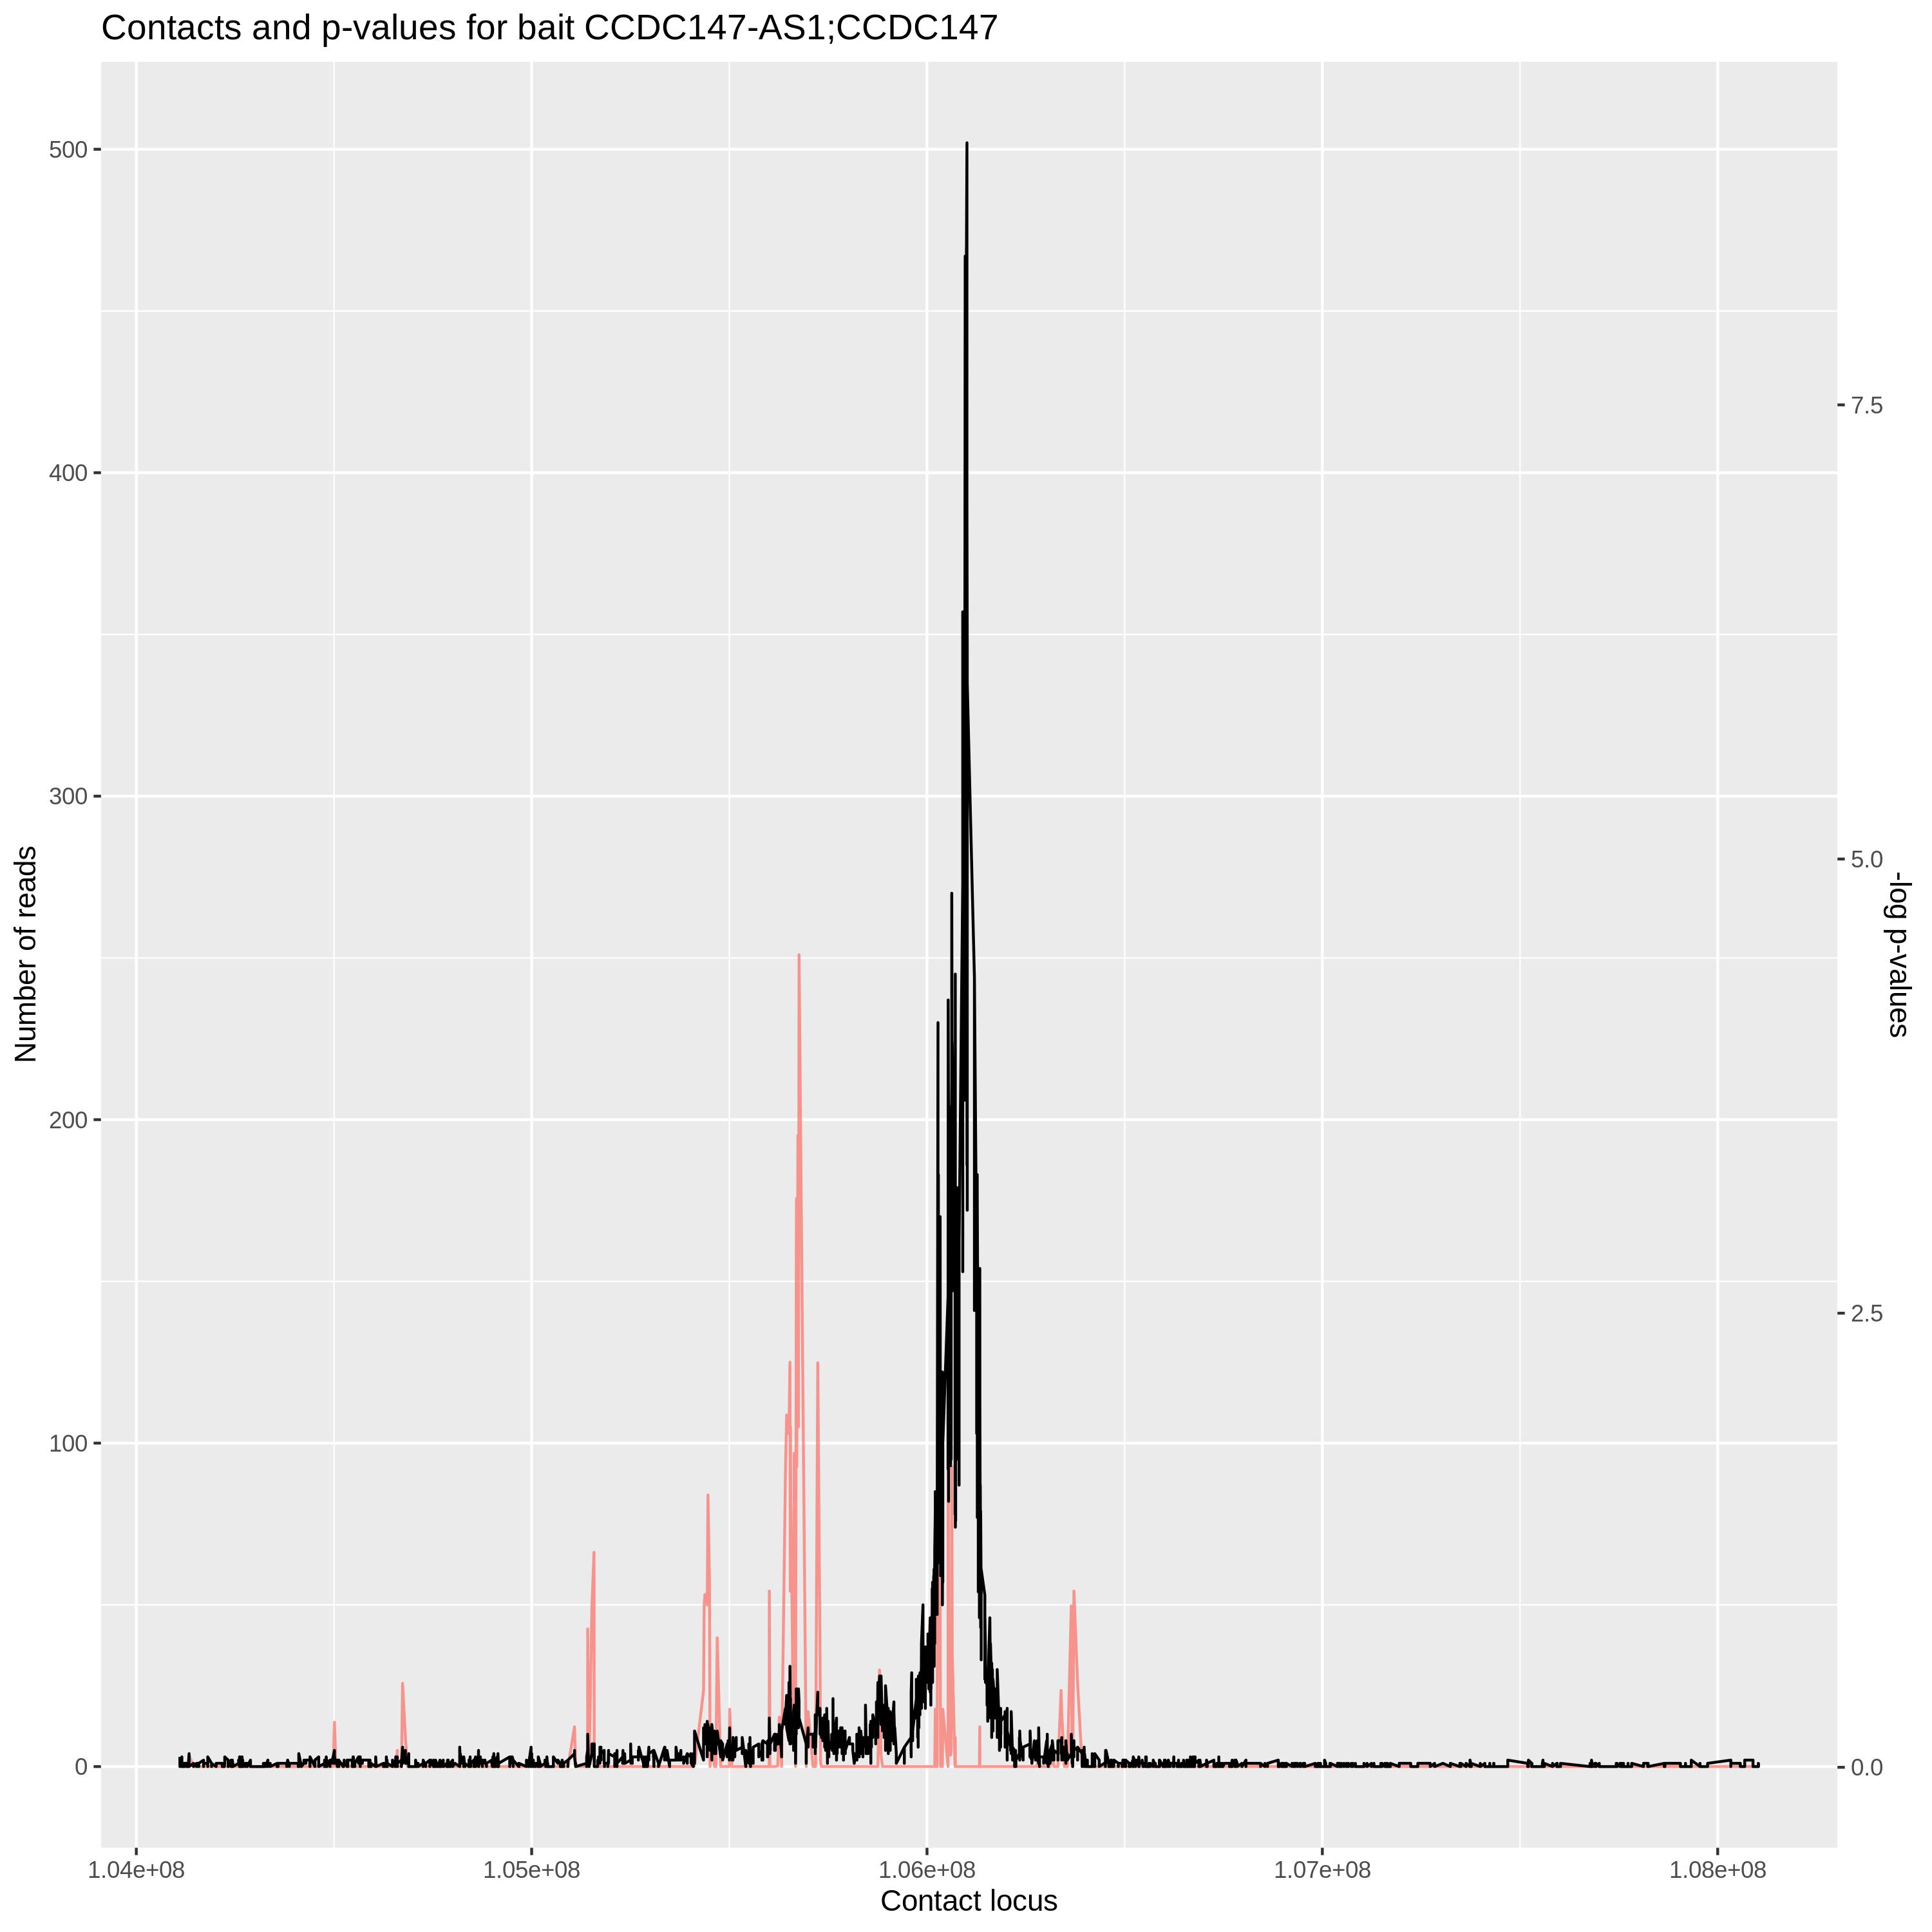 Contacts and p-values for bait CCDC147-AS1;CCDC147
500
400
300
200
100
0
Number of reads
7.5
5.0
2.5
0.0
-log p-values
1.04e+08
1.05e+08
1.06e+08
1.07e+08
1.08e+08
Contact locus